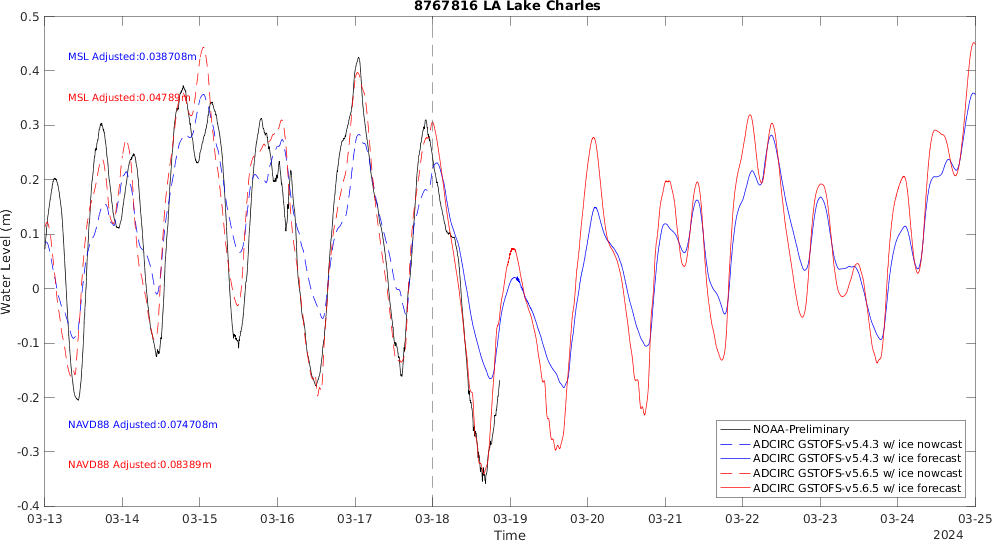 8767816 LA Lake Charles
Water Level (m)
0.5
0.4
0.3
0.2
0.1
0
-0.1
-0.2
-0.3
-0.4
MSL Adjusted:0.038708m
MSL Adjusted:0.04789m
NAVD88 Adjusted:0.074708m
NAVD88 Adjusted:0.08389m
NOAA-Preliminary
ADCIRC GSTOFS-v5.4.3 w/ ice nowcast
ADCIRC GSTOFS-v5.4.3 w/ ice forecast
ADCIRC GSTOFS-v5.6.5 w/ ice nowcast
ADCIRC GSTOFS-v5.6.5 w/ ice forecast
03-13 03-14 03-15 03-16 03-17 03-18 03-19 03-20 03-21 03-22 03-23 03-24 03-25
Time
2024